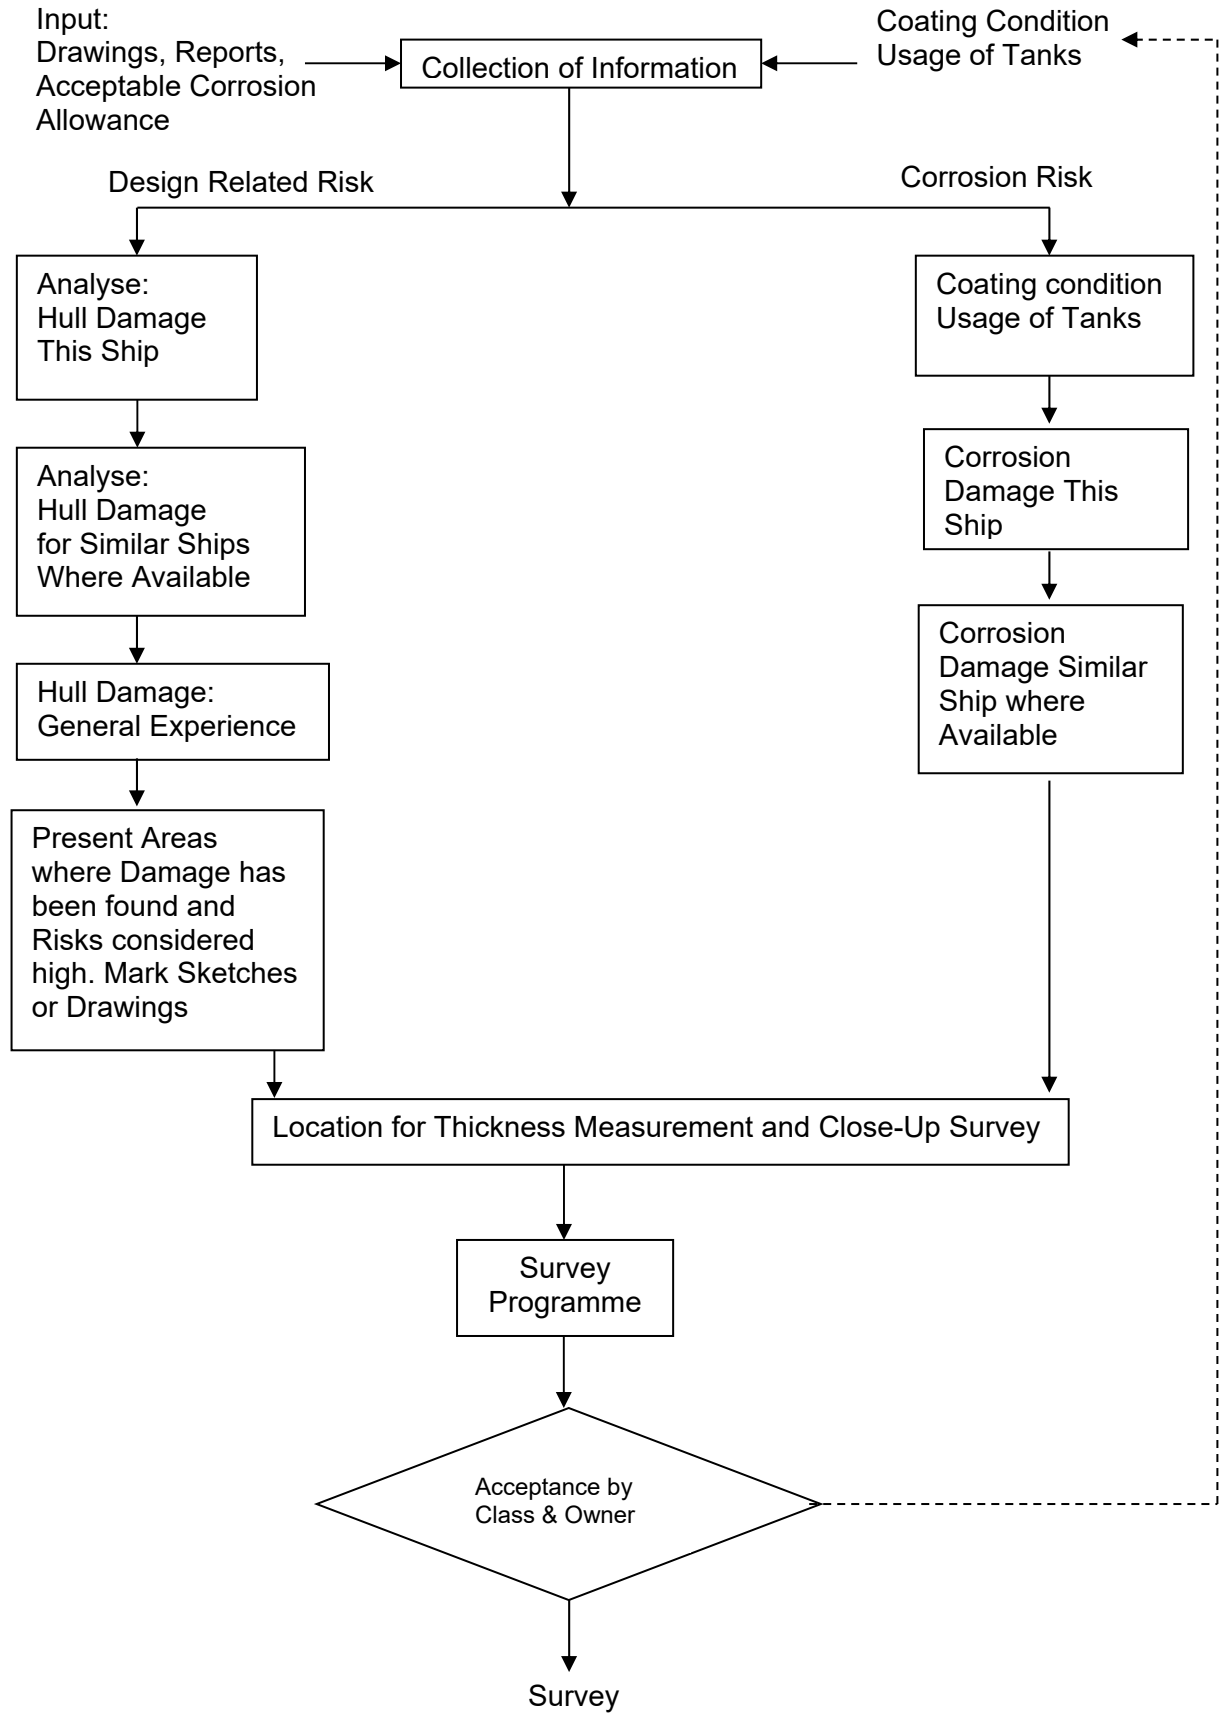 Input:
Drawings, Reports,
Acceptable Corrosion
Allowance
Collection of Information
Coating Condition
Usage of Tanks
Design Related Risk
Corrosion Risk
Analyse:
Hull Damage
This Ship
Analyse:
Hull Damage
for Similar Ships
Where Available
Hull Damage:
General Experience
Present Areas
where Damage has
been found and
Risks considered
high. Mark Sketches
or Drawings
Coating condition
Usage of Tanks
Corrosion
Damage This
Ship
Corrosion
Damage Similar
Ship where
Available
Location for Thickness Measurement and Close-Up Survey
Survey
Programme
Acceptance by
Class & Owner
Survey